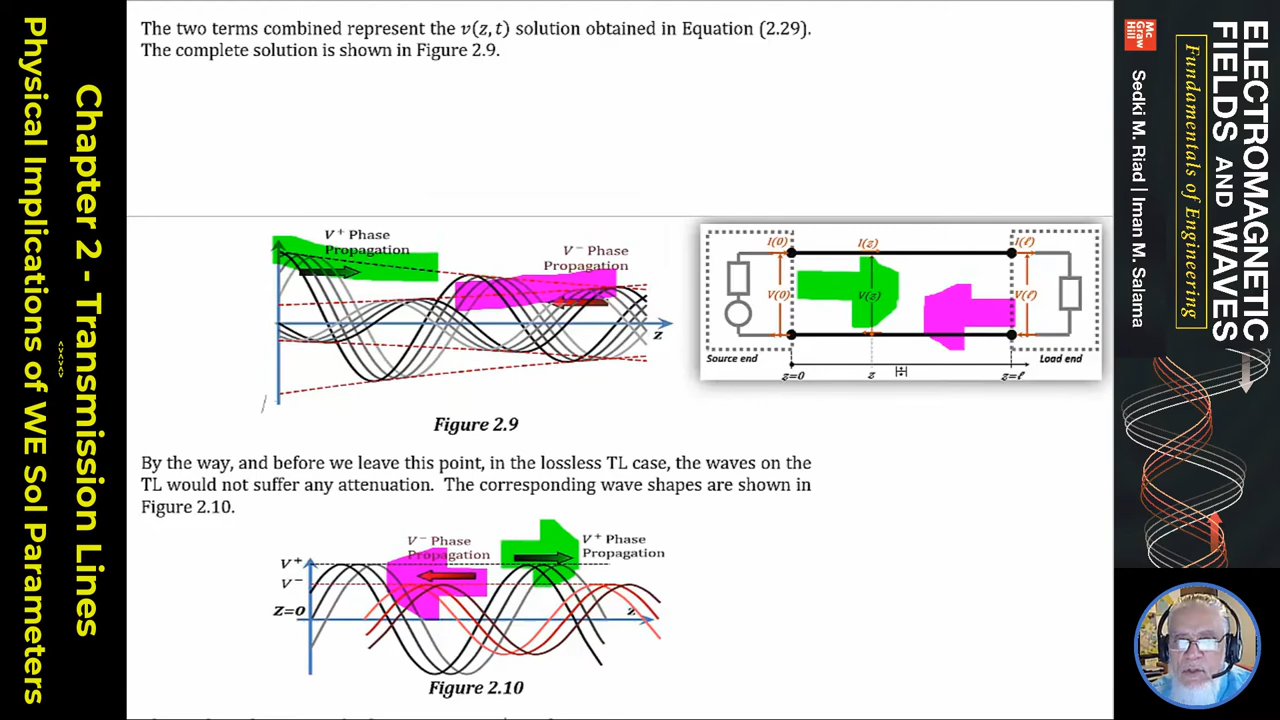 Chapter 2 - Transmission Lines
<><><>
Physical Implications of WE Sol Parameters
The two terms combined represent the v(z, t) solution obtained in Equation (2.29).
The complete solution is shown in Figure 2.9.
V⁺ Phase
Propagation
V⁻ Phase
Propagation
z
Figure 2.9
I(0)
I(z)
I(ℓ)
V(0)
V(z)
V(ℓ)
Source end
Load end
z=0
z
z=ℓ
By the way, and before we leave this point, in the lossless TL case, the waves on the
TL would not suffer any attenuation. The corresponding wave shapes are shown in
Figure 2.10.
V⁻ Phase
Propagation
V⁺ Phase
Propagation
V⁺
V⁻
Z=0
z
Figure 2.10
Mc
Graw
Hill
ELECTROMAGNETIC
FIELDS AND WAVES
Fundamentals of Engineering
Sedki M. Riad | Iman M. Salama